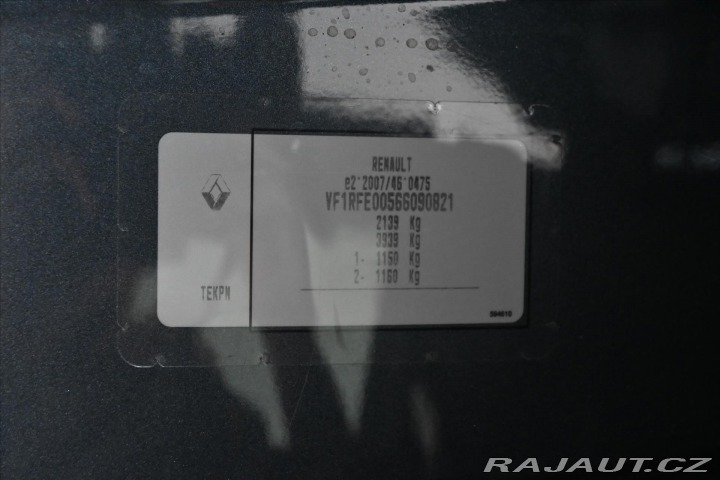 RENAULT
e2*2007/46*0475
VF1RFE00566090821
2139 Kg
3939 Kg
1- 1150 Kg
2- 1160 Kg
TEKPN
RAJAUT.CZ